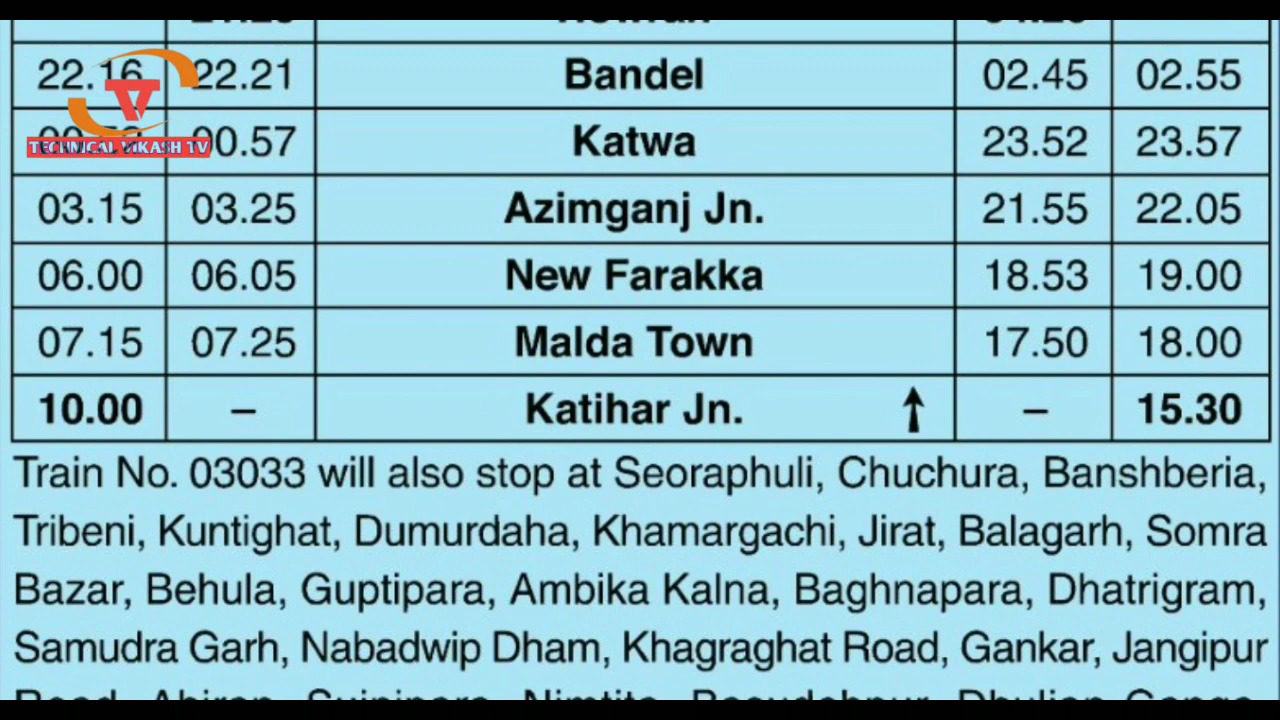 22.16 22.21 Bandel 02.45 02.55
TECHNICAL VIKASH TV
00.57 Katwa 23.52 23.57
03.15 03.25 Azimganj Jn. 21.55 22.05
06.00 06.05 New Farakka 18.53 19.00
07.15 07.25 Malda Town 17.50 18.00
10.00 – Katihar Jn. – 15.30
Train No. 03033 will also stop at Seoraphuli, Chuchura, Banshberia,
Tribeni, Kuntighat, Dumurdaha, Khamargachi, Jirat, Balagarh, Somra
Bazar, Behula, Guptipara, Ambika Kalna, Baghnapara, Dhatrigram,
Samudra Garh, Nabadwip Dham, Khagraghat Road, Gankar, Jangipur